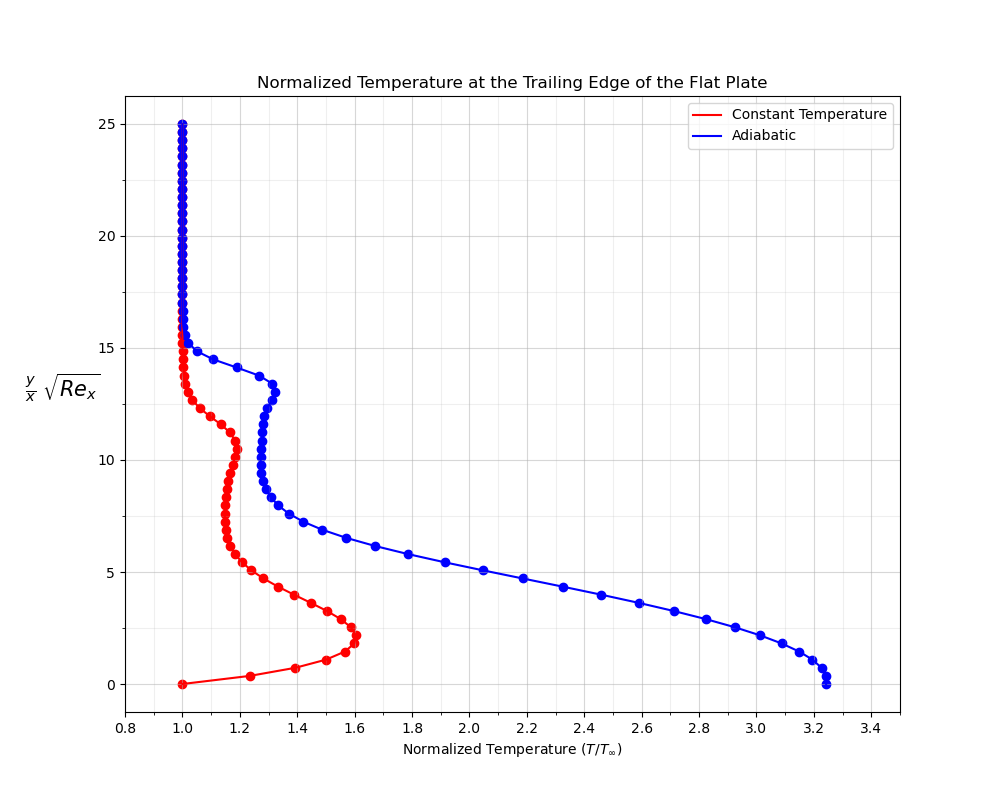 Normalized Temperature at the Trailing Edge of the Flat Plate
Constant Temperature
Adiabatic
25
20
15
10
5
0
y/x √Re_x
0.8 1.0 1.2 1.4 1.6 1.8 2.0 2.2 2.4 2.6 2.8 3.0 3.2 3.4
Normalized Temperature (T/T∞)